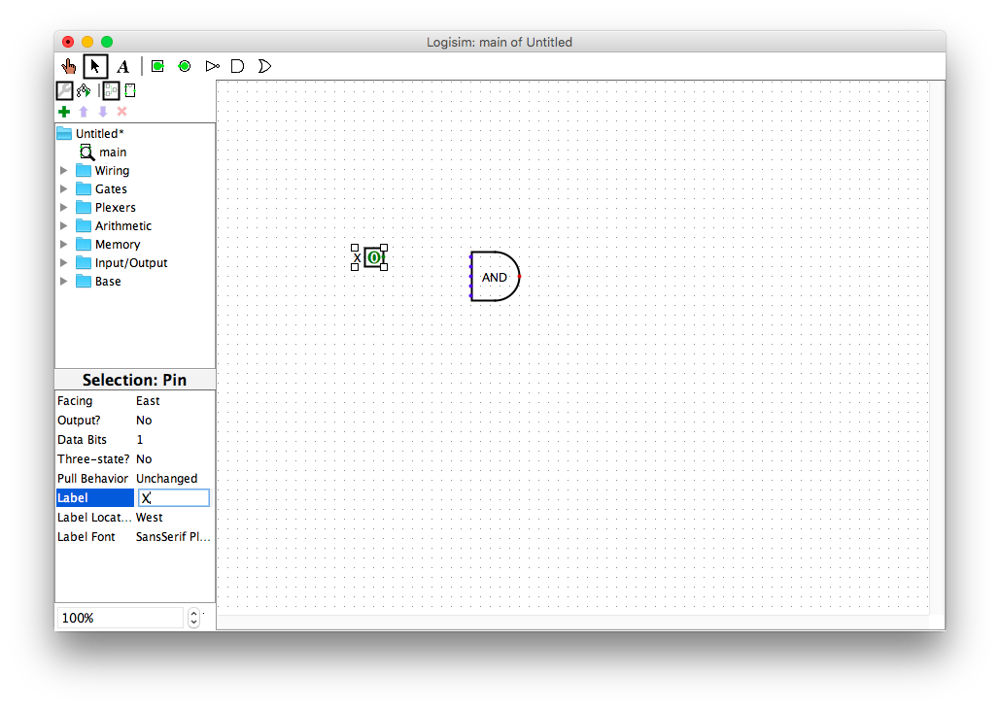 Logisim: main of Untitled
A
Untitled*
main
Wiring
Gates
Plexers
Arithmetic
Memory
Input/Output
Base
X 0
AND
Selection: Pin
Facing East
Output? No
Data Bits 1
Three-state? No
Pull Behavior Unchanged
Label X
Label Locat... West
Label Font SansSerif Pl...
100%